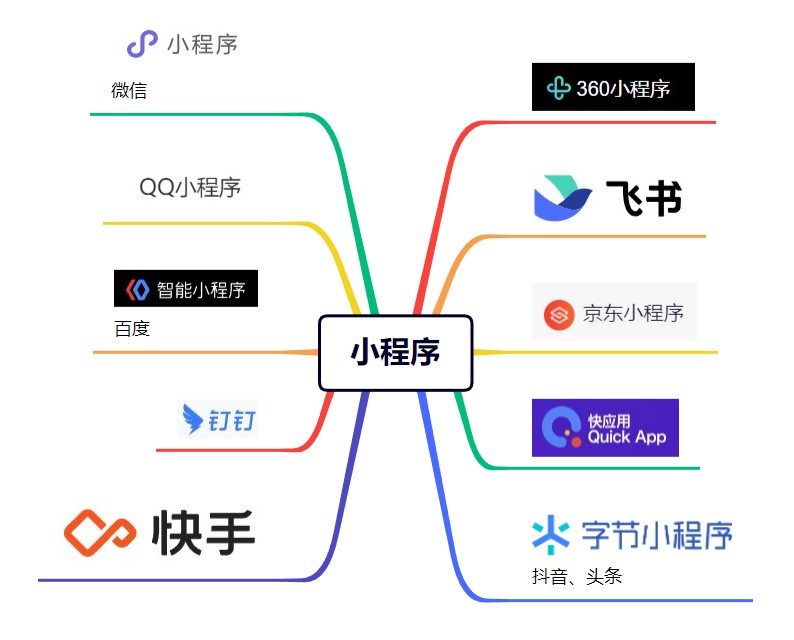 小程序
微信
QQ小程序
智能小程序
百度
钉钉
快手
小程序
360小程序
飞书
京东小程序
快应用
Quick App
字节小程序
抖音、头条